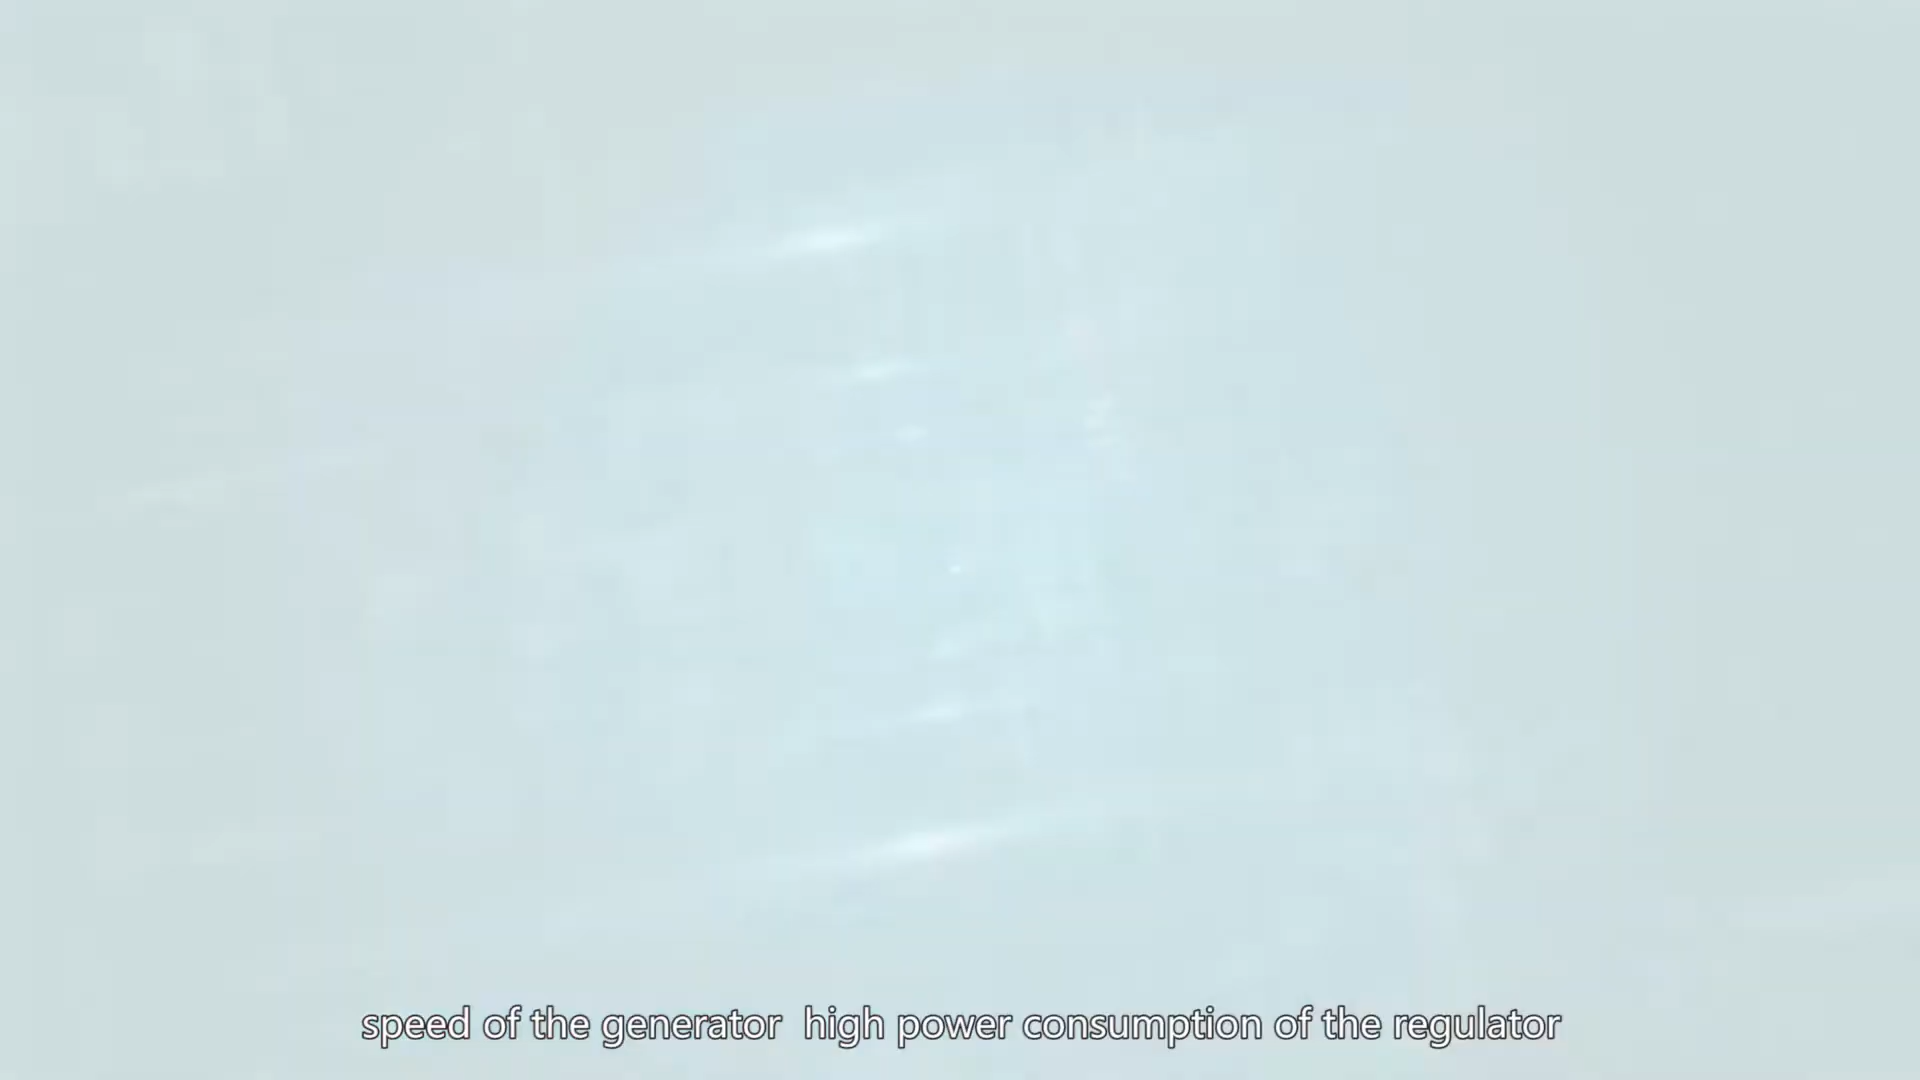 speed of the generator  high power consumption of the regulator